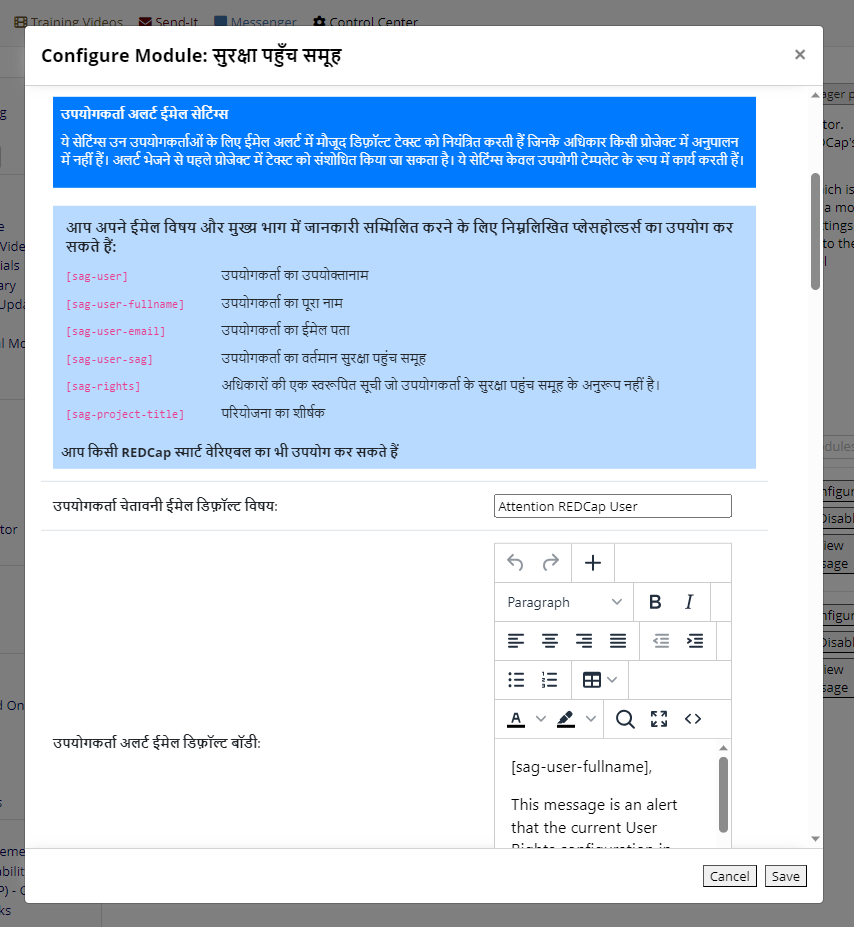 Training Videos Send-It Messenger Control Center
Configure Module: सुरक्षा पहुँच समूह
×
उपयोगकर्ता अलर्ट ईमेल सेटिंग्स
ये सेटिंग्स उन उपयोगकर्ताओं के लिए ईमेल अलर्ट में मौजूद डिफ़ॉल्ट टेक्स्ट को नियंत्रित करती हैं जिनके अधिकार किसी प्रोजेक्ट में अनुपालन
में नहीं हैं। अलर्ट भेजने से पहले प्रोजेक्ट में टेक्स्ट को संशोधित किया जा सकता है। ये सेटिंग्स केवल उपयोगी टेम्पलेट के रूप में कार्य करती हैं।
आप अपने ईमेल विषय और मुख्य भाग में जानकारी सम्मिलित करने के लिए निम्नलिखित प्लेसहोल्डर्स का उपयोग कर
सकते हैं:
[sag-user] उपयोगकर्ता का उपयोक्तानाम
[sag-user-fullname] उपयोगकर्ता का पूरा नाम
[sag-user-email] उपयोगकर्ता का ईमेल पता
[sag-user-sag] उपयोगकर्ता का वर्तमान सुरक्षा पहुंच समूह
[sag-rights] अधिकारों की एक स्वरूपित सूची जो उपयोगकर्ता के सुरक्षा पहुंच समूह के अनुरूप नहीं है।
[sag-project-title] परियोजना का शीर्षक
आप किसी REDCap स्मार्ट वेरिएबल का भी उपयोग कर सकते हैं
उपयोगकर्ता चेतावनी ईमेल डिफ़ॉल्ट विषय: Attention REDCap User
Paragraph B I
उपयोगकर्ता अलर्ट ईमेल डिफ़ॉल्ट बॉडी:
[sag-user-fullname],
This message is an alert
that the current User
Rights configuration in
Cancel Save